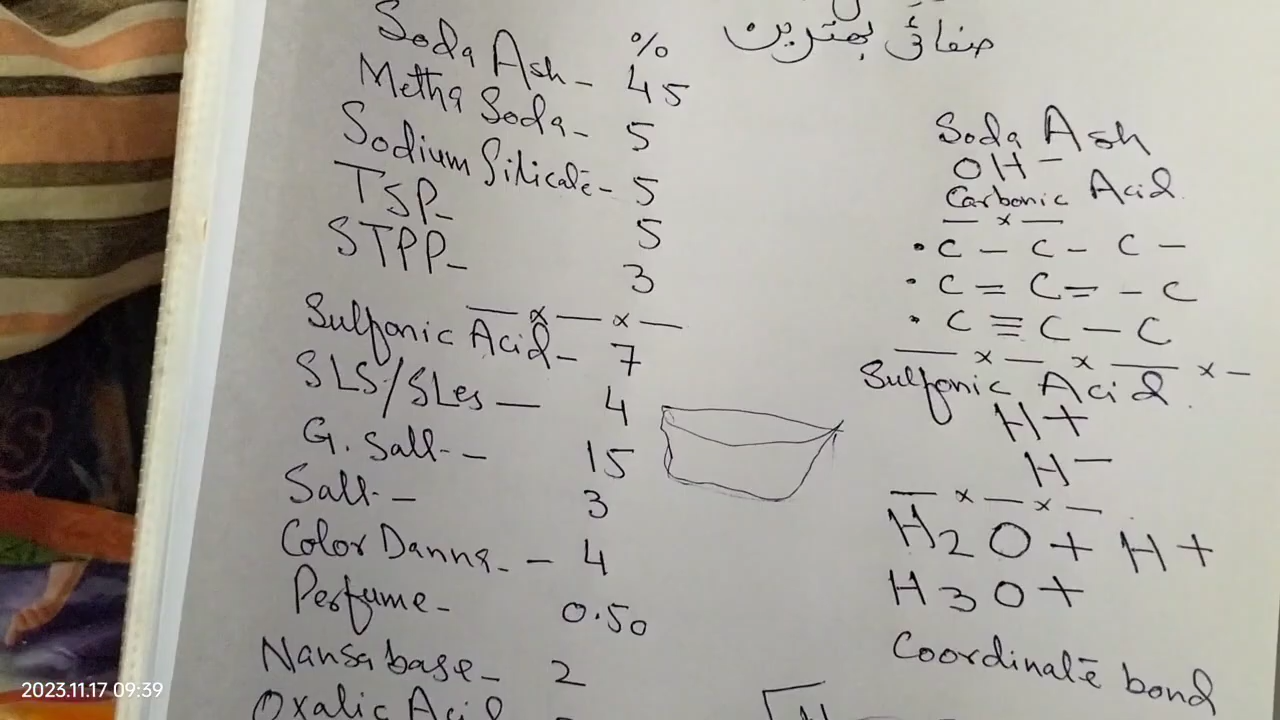 صفائی بهترین
%
Soda Ash - 45
Metha Soda - 5
Sodium Silicate - 5
TSP - 5
STPP - 3
— x — x —
Sulfonic Acid - 7
SLS/SLes — 4
G. Salt - - 15
Salt - — 3
Color Danna - - 4
Perfume - 0.50
Nansa base - 2
Oxalic Acid
Soda Ash
OH -
Carbonic Acid
— x —
• C - C - C -
• C = C = - C
• C ≡ C - C
— x — x — x -
Sulfonic Acid.
H +
H -
— x — x —
H2O + H +
H3O +
Coordinate bond
2023.11.17 09:39